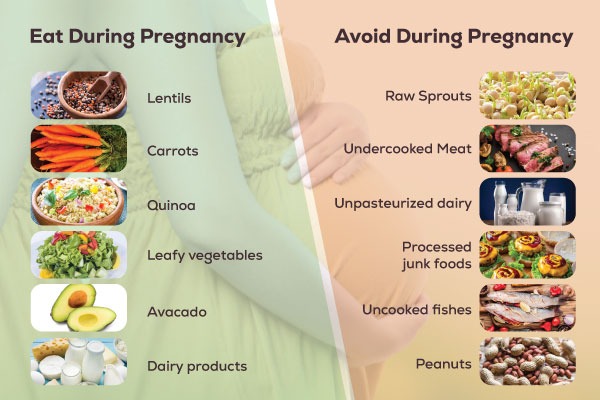 Eat During Pregnancy
Lentils
Carrots
Quinoa
Leafy vegetables
Avacado
Dairy products
Avoid During Pregnancy
Raw Sprouts
Undercooked Meat
Unpasteurized dairy
Processed
junk foods
Uncooked fishes
Peanuts